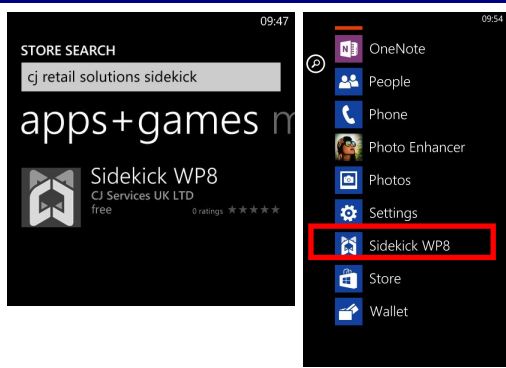 09:47
STORE SEARCH
cj retail solutions sidekick
apps+games m
Sidekick WP8
CJ Services UK LTD
free 0 ratings ★★★★★
09:54
OneNote
People
Phone
Photo Enhancer
Photos
Settings
Sidekick WP8
Store
Wallet